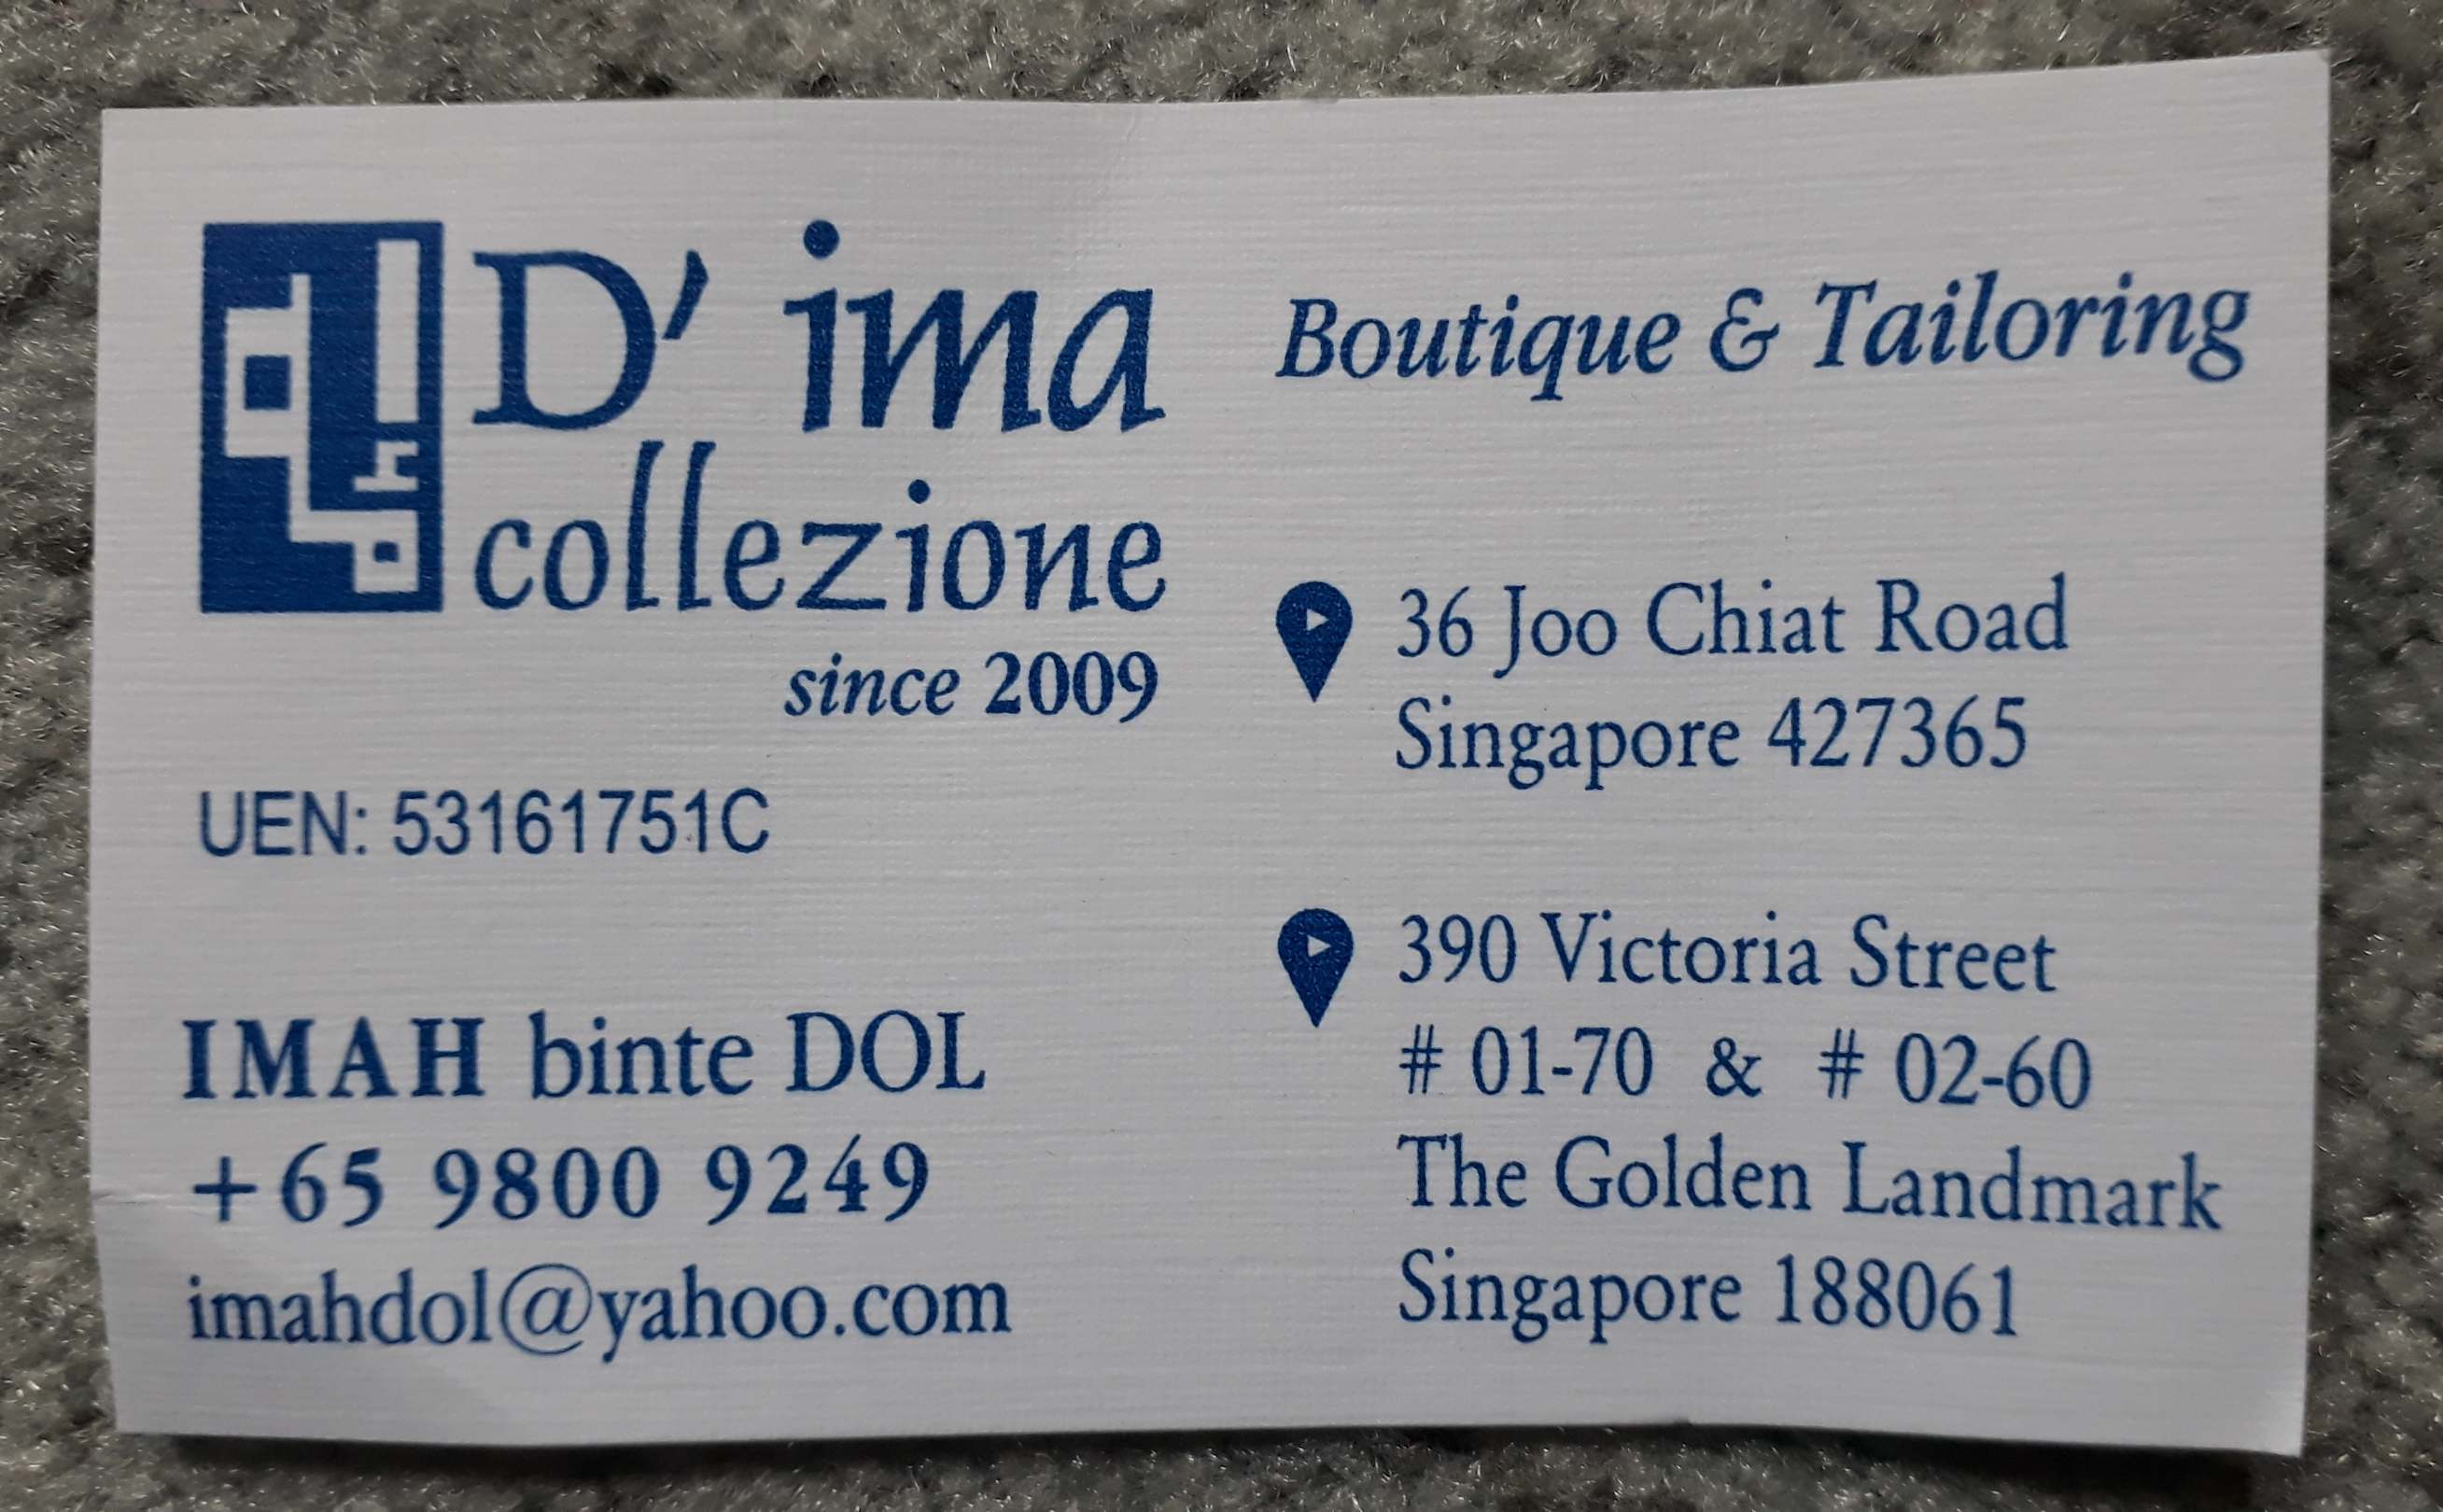 D' ima
collezione
since 2009
UEN: 53161751C
IMAH binte DOL
+65 9800 9249
imahdol@yahoo.com
Boutique & Tailoring
36 Joo Chiat Road
Singapore 427365
390 Victoria Street
# 01-70 & # 02-60
The Golden Landmark
Singapore 188061